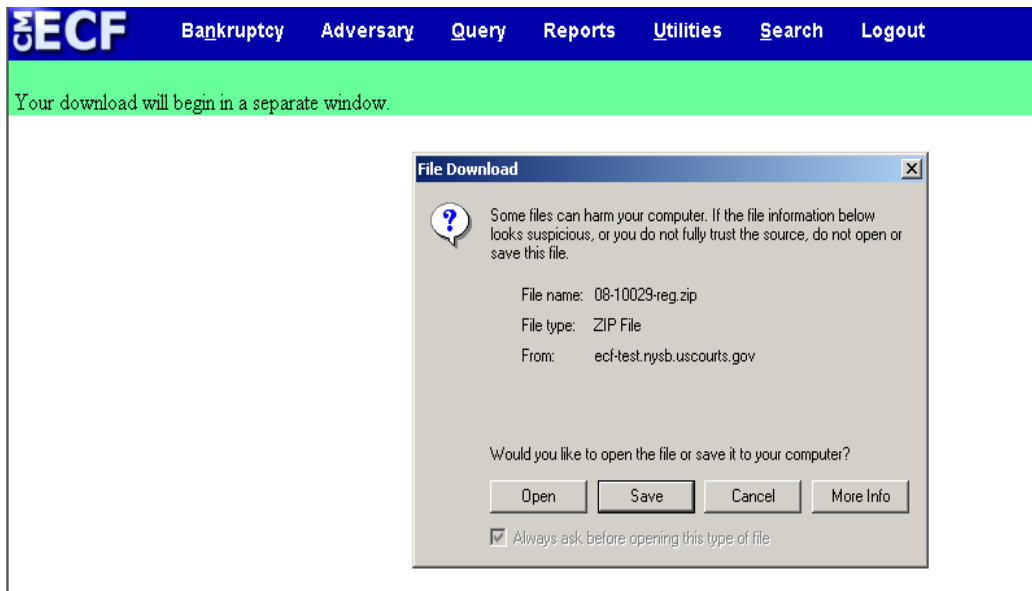 CM ECF Bankruptcy Adversary Query Reports Utilities Search Logout
Your download will begin in a separate window.
File Download
?
Some files can harm your computer. If the file information below
looks suspicious, or you do not fully trust the source, do not open or
save this file.
File name: 08-10029-reg.zip
File type: ZIP File
From: ecf-test.nysb.uscourts.gov
Would you like to open the file or save it to your computer?
Open Save Cancel More Info
Always ask before opening this type of file